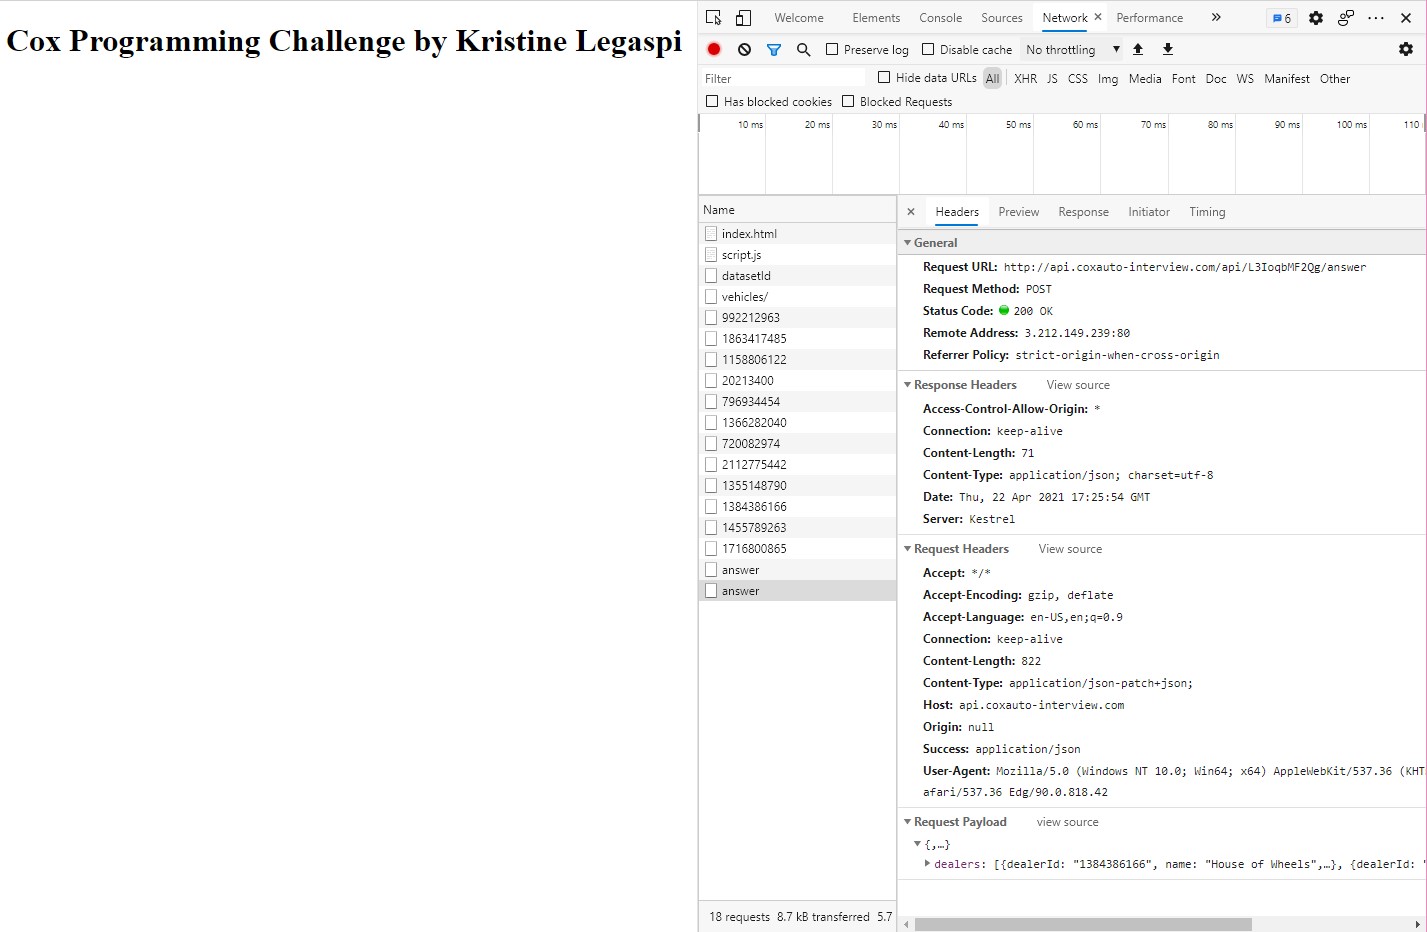 Cox Programming Challenge by Kristine Legaspi
Welcome Elements Console Sources Network Performance 6
Preserve log Disable cache No throttling
Filter Hide data URLs All XHR JS CSS Img Media Font Doc WS Manifest Other
Has blocked cookies Blocked Requests
10 ms 20 ms 30 ms 40 ms 50 ms 60 ms 70 ms 80 ms 90 ms 100 ms 110
Name
index.html
script.js
datasetId
vehicles/
992212963
1863417485
1158806122
20213400
796934454
1366282040
720082974
2112775442
1355148790
1384386166
1455789263
1716800865
answer
answer
18 requests 8.7 kB transferred 5.7
Headers Preview Response Initiator Timing
General
Request URL: http://api.coxauto-interview.com/api/L3IoqbMF2Qg/answer
Request Method: POST
Status Code: 200 OK
Remote Address: 3.212.149.239:80
Referrer Policy: strict-origin-when-cross-origin
Response Headers View source
Access-Control-Allow-Origin: *
Connection: keep-alive
Content-Length: 71
Content-Type: application/json; charset=utf-8
Date: Thu, 22 Apr 2021 17:25:54 GMT
Server: Kestrel
Request Headers View source
Accept: */*
Accept-Encoding: gzip, deflate
Accept-Language: en-US,en;q=0.9
Connection: keep-alive
Content-Length: 822
Content-Type: application/json-patch+json;
Host: api.coxauto-interview.com
Origin: null
Success: application/json
User-Agent: Mozilla/5.0 (Windows NT 10.0; Win64; x64) AppleWebKit/537.36 (KHT
afari/537.36 Edg/90.0.818.42
Request Payload view source
{,…}
dealers: [{dealerId: "1384386166", name: "House of Wheels",…}, {dealerId: "